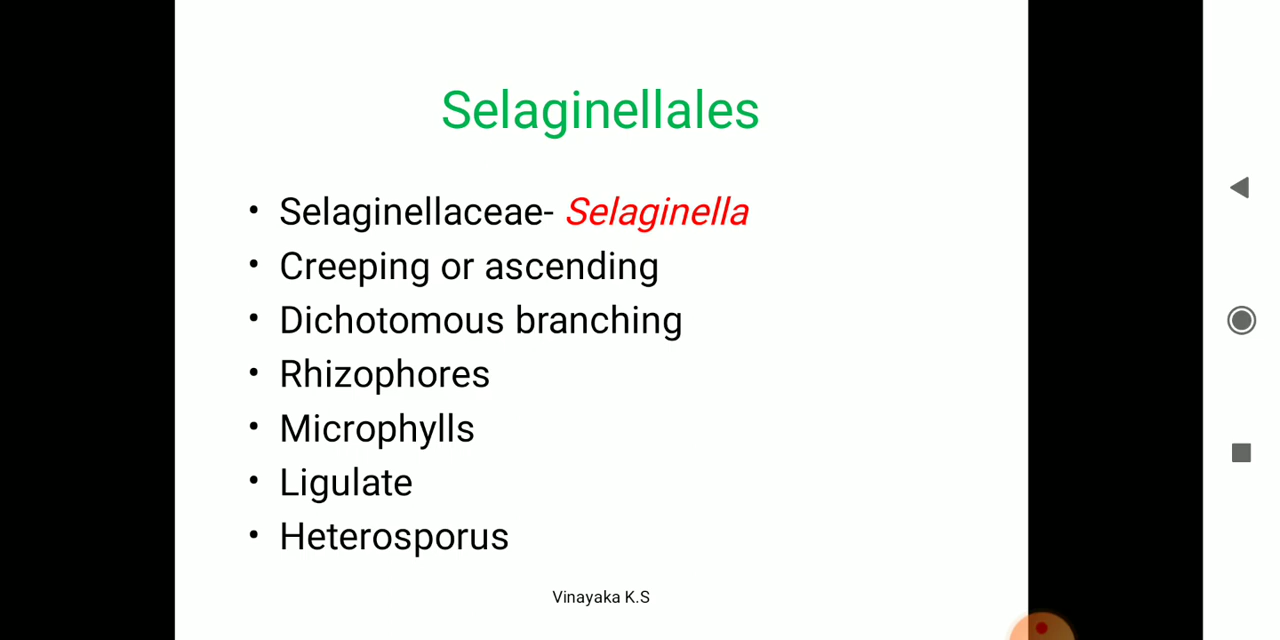 Selaginellales
• Selaginellaceae- Selaginella
• Creeping or ascending
• Dichotomous branching
• Rhizophores
• Microphylls
• Ligulate
• Heterosporus
Vinayaka K.S